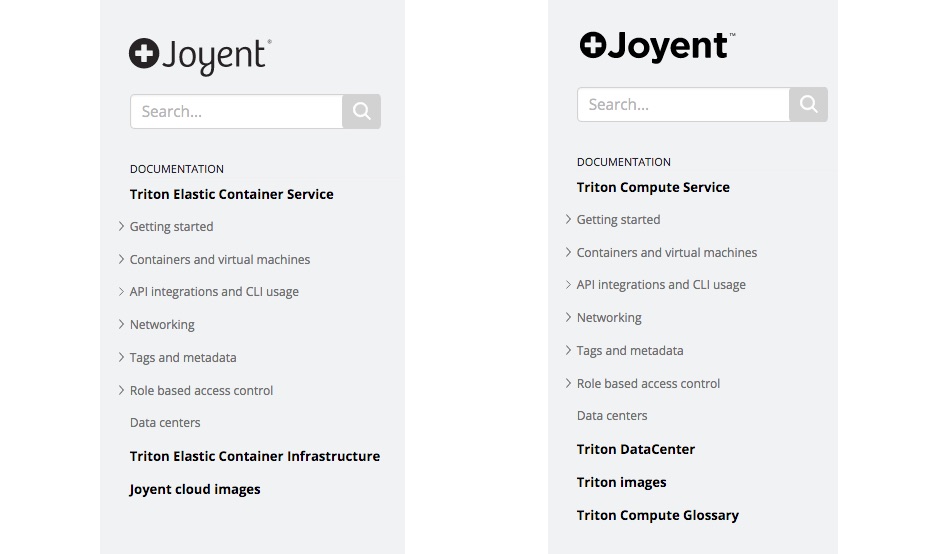 Joyent®
Search...
DOCUMENTATION
Triton Elastic Container Service
Getting started
Containers and virtual machines
API integrations and CLI usage
Networking
Tags and metadata
Role based access control
Data centers
Triton Elastic Container Infrastructure
Joyent cloud images
Joyent™
Search...
DOCUMENTATION
Triton Compute Service
Getting started
Containers and virtual machines
API integrations and CLI usage
Networking
Tags and metadata
Role based access control
Data centers
Triton DataCenter
Triton images
Triton Compute Glossary